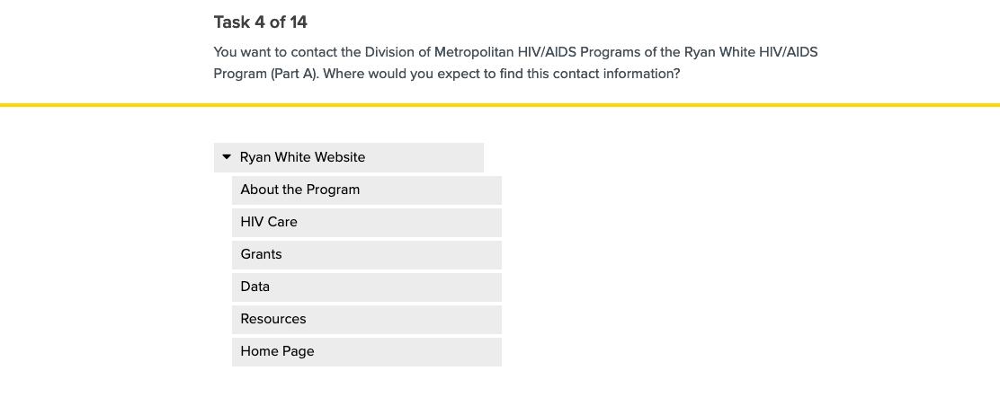 Task 4 of 14
You want to contact the Division of Metropolitan HIV/AIDS Programs of the Ryan White HIV/AIDS
Program (Part A). Where would you expect to find this contact information?
Ryan White Website
About the Program
HIV Care
Grants
Data
Resources
Home Page